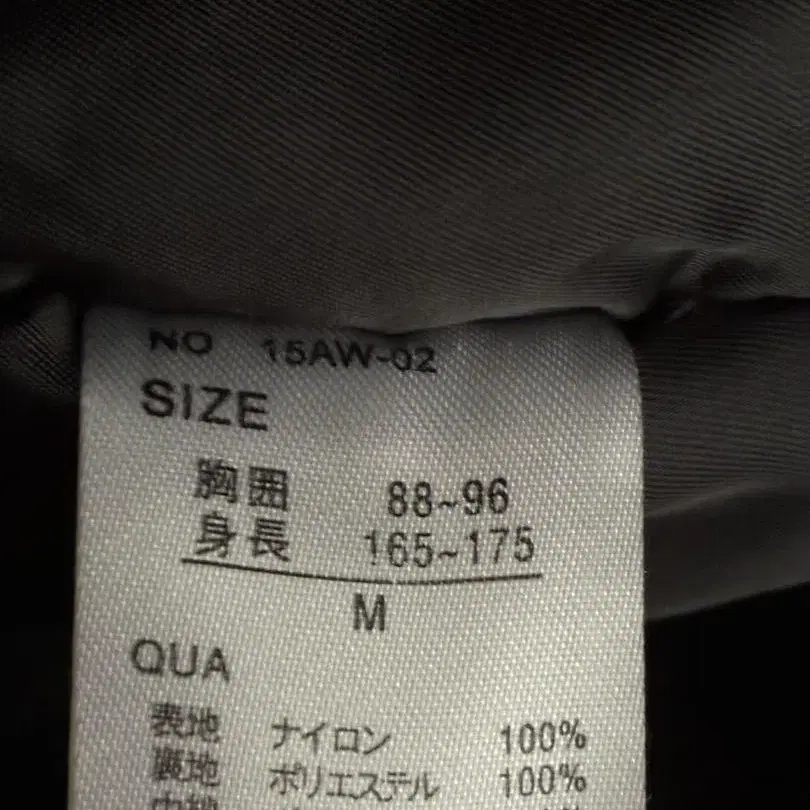 NO 15AW-02
SIZE
胸囲 88~96
身長 165~175
M
QUA
表地 ナイロン 100%
裏地 ポリエステル 100%